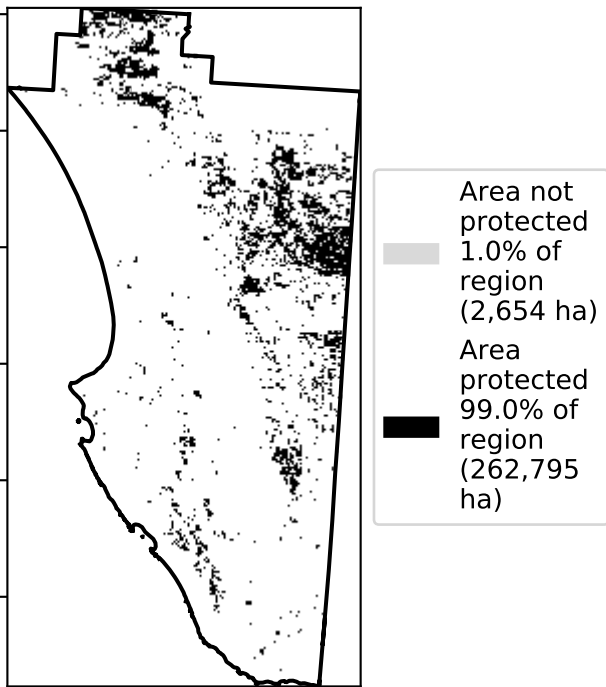 Area not
protected
1.0% of
region
(2,654 ha)
Area
protected
99.0% of
region
(262,795
ha)